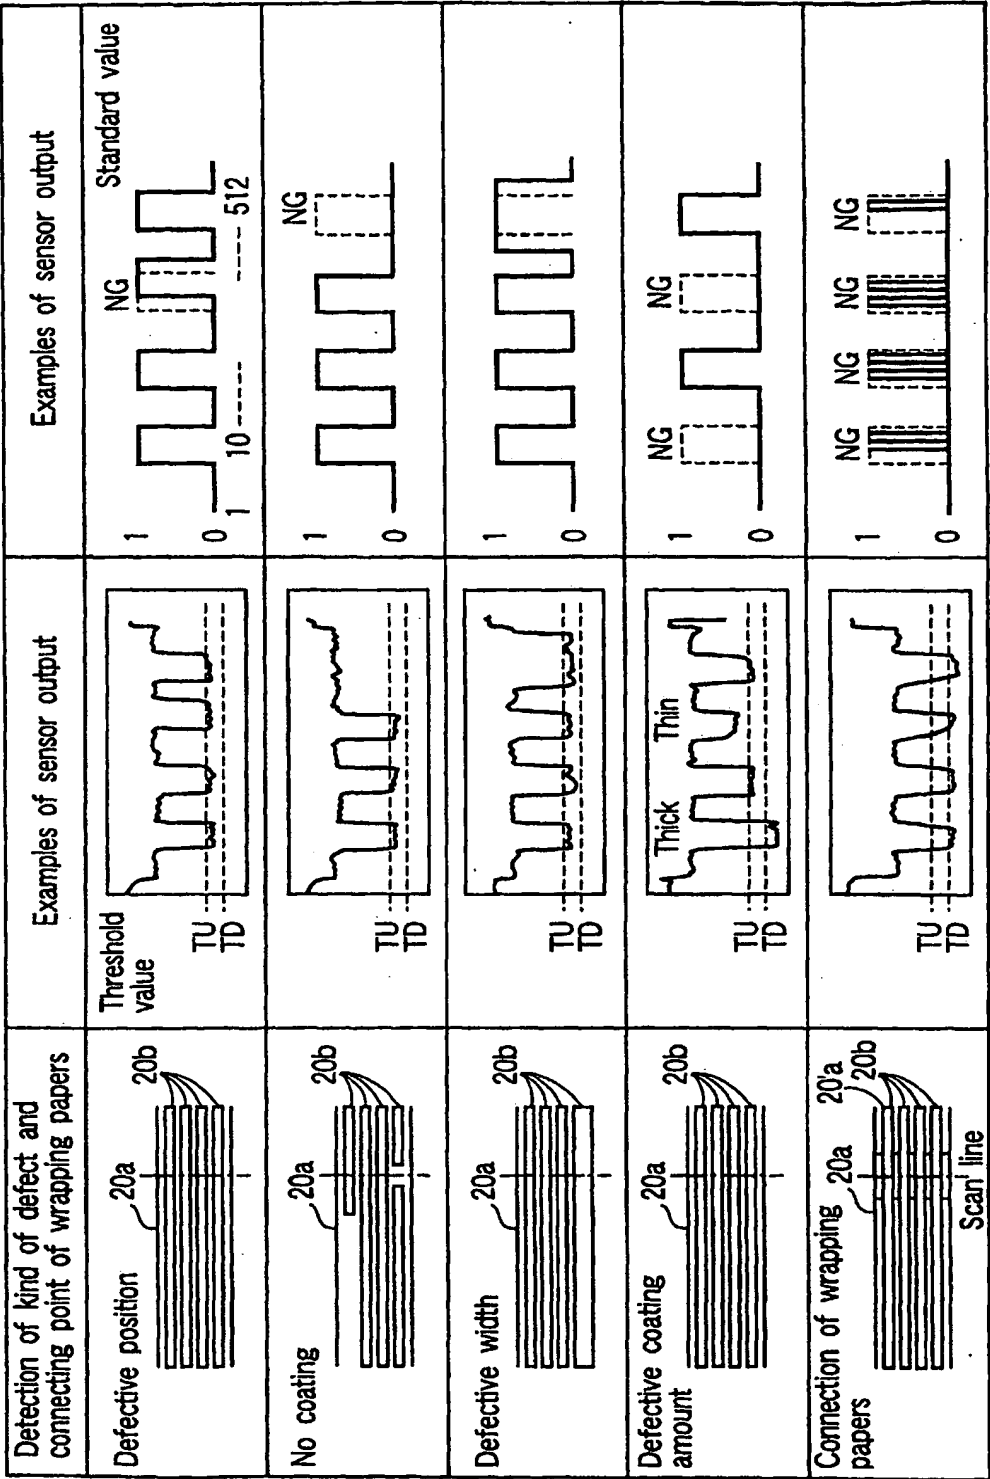 Detection of kind of defect and
connecting point of wrapping papers
Examples of sensor output
Examples of sensor output
Defective position
20a
20b
Threshold
value
TU
TD
Standard value
1
0
NG
1
10
512
No coating
20a
20b
TU
TD
1
0
NG
Defective width
20a
20b
TU
TD
1
0
Defective coating
amount
20a
20b
TU
TD
Thick
Thin
1
0
NG
NG
Connection of wrapping
papers
20a
20'a
20b
Scan line
TU
TD
1
0
NG
NG
NG
NG